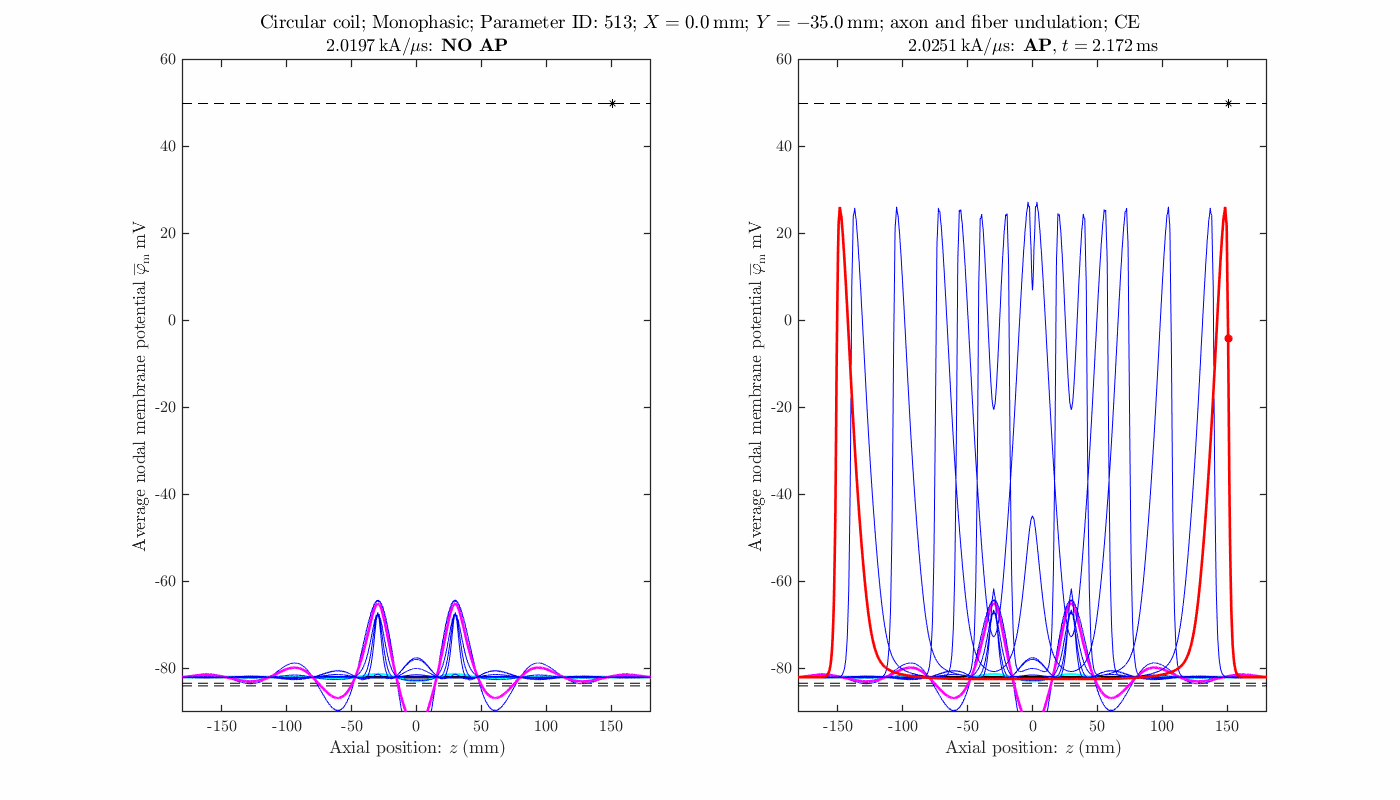 Circular coil; Monophasic; Parameter ID: 513; X = 0.0 mm; Y = −35.0 mm; axon and fiber undulation; CE
2.0197 kA/μs: NO AP
60
40
20
0
-20
-40
-60
-80
-150 -100 -50 0 50 100 150
Axial position: z (mm)
Average nodal membrane potential φ̅m mV
2.0251 kA/μs: AP, t = 2.172 ms
60
40
20
0
-20
-40
-60
-80
-150 -100 -50 0 50 100 150
Axial position: z (mm)
Average nodal membrane potential φ̅m mV